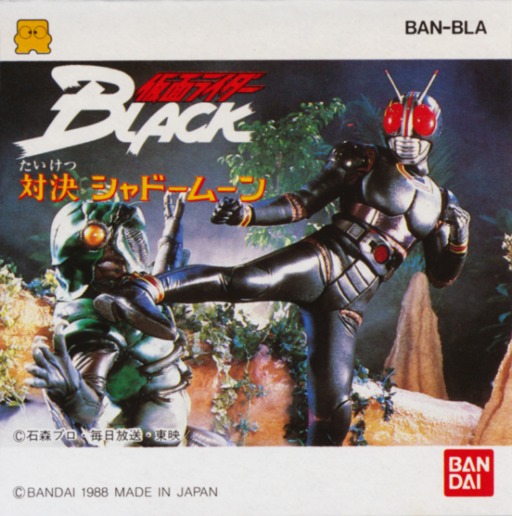 BAN-BLA
仮面ライダー
BLACK
たいけつ
対決 シャドームーン
©石森プロ・毎日放送・東映
©BANDAI 1988 MADE IN JAPAN
BAN
DAI